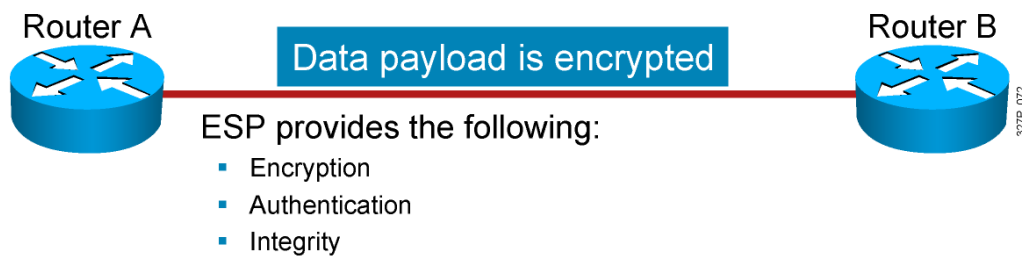 Router A
Router B
Data payload is encrypted
ESP provides the following:
Encryption
Authentication
Integrity